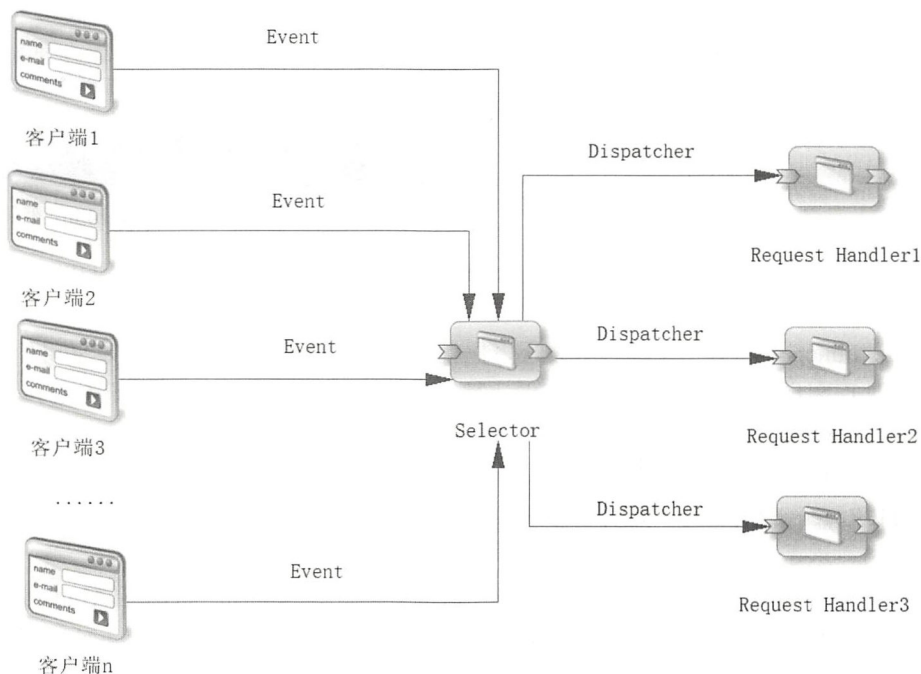 Event
name
e-mail
comments
客户端1
Dispatcher
Event
name
e-mail
comments
Request Handler1
客户端2
Event
Dispatcher
name
e-mail
comments
Selector
Request Handler2
客户端3
......
Dispatcher
Event
name
e-mail
comments
Request Handler3
客户端n